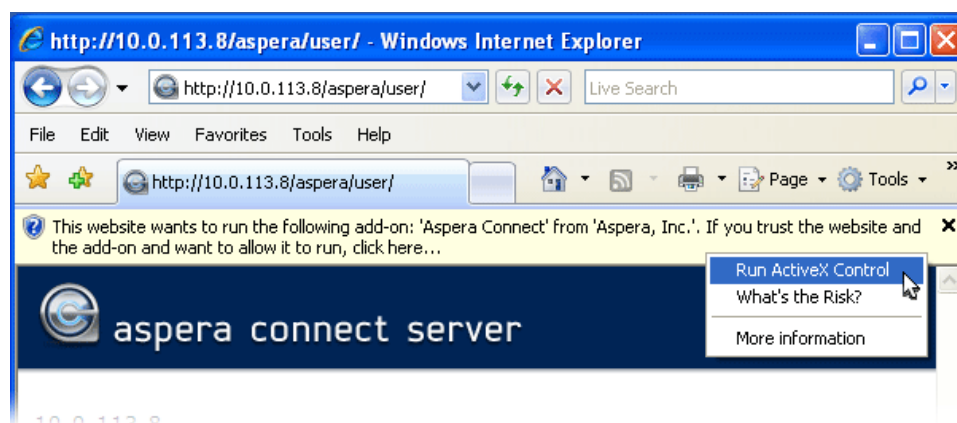 http://10.0.113.8/aspera/user/ - Windows Internet Explorer
http://10.0.113.8/aspera/user/ Live Search
File Edit View Favorites Tools Help
http://10.0.113.8/aspera/user/ Page Tools
This website wants to run the following add-on: 'Aspera Connect' from 'Aspera, Inc.'. If you trust the website and
the add-on and want to allow it to run, click here...
Run ActiveX Control
What's the Risk?
More information
aspera connect server
10.0.113.8